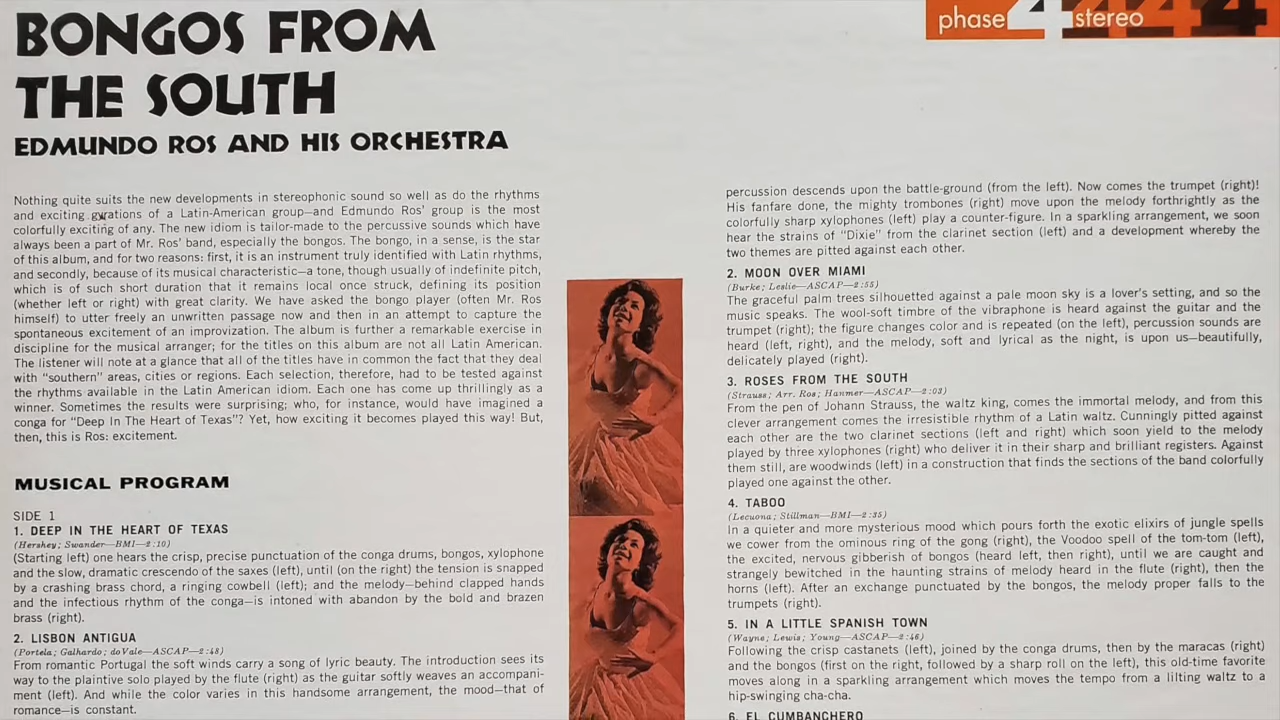 BONGOS FROM
THE SOUTH
EDMUNDO ROS AND HIS ORCHESTRA
phase 4 stereo 4 4 4
Nothing quite suits the new developments in stereophonic sound so well as do the rhythms
and exciting gyrations of a Latin-American group—and Edmundo Ros' group is the most
colorfully exciting of any. The new idiom is tailor-made to the percussive sounds which have
always been a part of Mr. Ros' band, especially the bongos. The bongo, in a sense, is the star
of this album, and for two reasons: first, it is an instrument truly identified with Latin rhythms,
and secondly, because of its musical characteristic—a tone, though usually of indefinite pitch,
which is of such short duration that it remains local once struck, defining its position
(whether left or right) with great clarity. We have asked the bongo player (often Mr. Ros
himself) to utter freely an unwritten passage now and then in an attempt to capture the
spontaneous excitement of an improvization. The album is further a remarkable exercise in
discipline for the musical arranger; for the titles on this album are not all Latin American.
The listener will note at a glance that all of the titles have in common the fact that they deal
with "southern" areas, cities or regions. Each selection, therefore, had to be tested against
the rhythms available in the Latin American idiom. Each one has come up thrillingly as a
winner. Sometimes the results were surprising; who, for instance, would have imagined a
conga for "Deep In The Heart of Texas"? Yet, how exciting it becomes played this way! But,
then, this is Ros: excitement.
MUSICAL PROGRAM
SIDE 1
1. DEEP IN THE HEART OF TEXAS
(Hershey; Swander—BMI—2:10)
(Starting left) one hears the crisp, precise punctuation of the conga drums, bongos, xylophone
and the slow, dramatic crescendo of the saxes (left), until (on the right) the tension is snapped
by a crashing brass chord, a ringing cowbell (left); and the melody—behind clapped hands
and the infectious rhythm of the conga—is intoned with abandon by the bold and brazen
brass (right).
2. LISBON ANTIGUA
(Portela; Galhardo; doVale—ASCAP—2:48)
From romantic Portugal the soft winds carry a song of lyric beauty. The introduction sees its
way to the plaintive solo played by the flute (right) as the guitar softly weaves an accompani-
ment (left). And while the color varies in this handsome arrangement, the mood—that of
romance—is constant.
percussion descends upon the battle-ground (from the left). Now comes the trumpet (right)!
His fanfare done, the mighty trombones (right) move upon the melody forthrightly as the
colorfully sharp xylophones (left) play a counter-figure. In a sparkling arrangement, we soon
hear the strains of "Dixie" from the clarinet section (left) and a development whereby the
two themes are pitted against each other.
2. MOON OVER MIAMI
(Burke; Leslie—ASCAP—2:55)
The graceful palm trees silhouetted against a pale moon sky is a lover's setting, and so the
music speaks. The wool-soft timbre of the vibraphone is heard against the guitar and the
trumpet (right); the figure changes color and is repeated (on the left), percussion sounds are
heard (left, right), and the melody, soft and lyrical as the night, is upon us—beautifully,
delicately played (right).
3. ROSES FROM THE SOUTH
(Strauss; Arr. Ros; Hanmer—ASCAP—2:03)
From the pen of Johann Strauss, the waltz king, comes the immortal melody, and from this
clever arrangement comes the irresistible rhythm of a Latin waltz. Cunningly pitted against
each other are the two clarinet sections (left and right) which soon yield to the melody
played by three xylophones (right) who deliver it in their sharp and brilliant registers. Against
them still, are woodwinds (left) in a construction that finds the sections of the band colorfully
played one against the other.
4. TABOO
(Lecuona; Stillman—BMI—2:35)
In a quieter and more mysterious mood which pours forth the exotic elixirs of jungle spells
we cower from the ominous ring of the gong (right), the Voodoo spell of the tom-tom (left),
the excited, nervous gibberish of bongos (heard left, then right), until we are caught and
strangely bewitched in the haunting strains of melody heard in the flute (right), then the
horns (left). After an exchange punctuated by the bongos, the melody proper falls to the
trumpets (right).
5. IN A LITTLE SPANISH TOWN
(Wayne; Lewis; Young—ASCAP—2:46)
Following the crisp castanets (left), joined by the conga drums, then by the maracas (right)
and the bongos (first on the right, followed by a sharp roll on the left), this old-time favorite
moves along in a sparkling arrangement which moves the tempo from a lilting waltz to a
hip-swinging cha-cha.
6. EL CUMBANCHERO